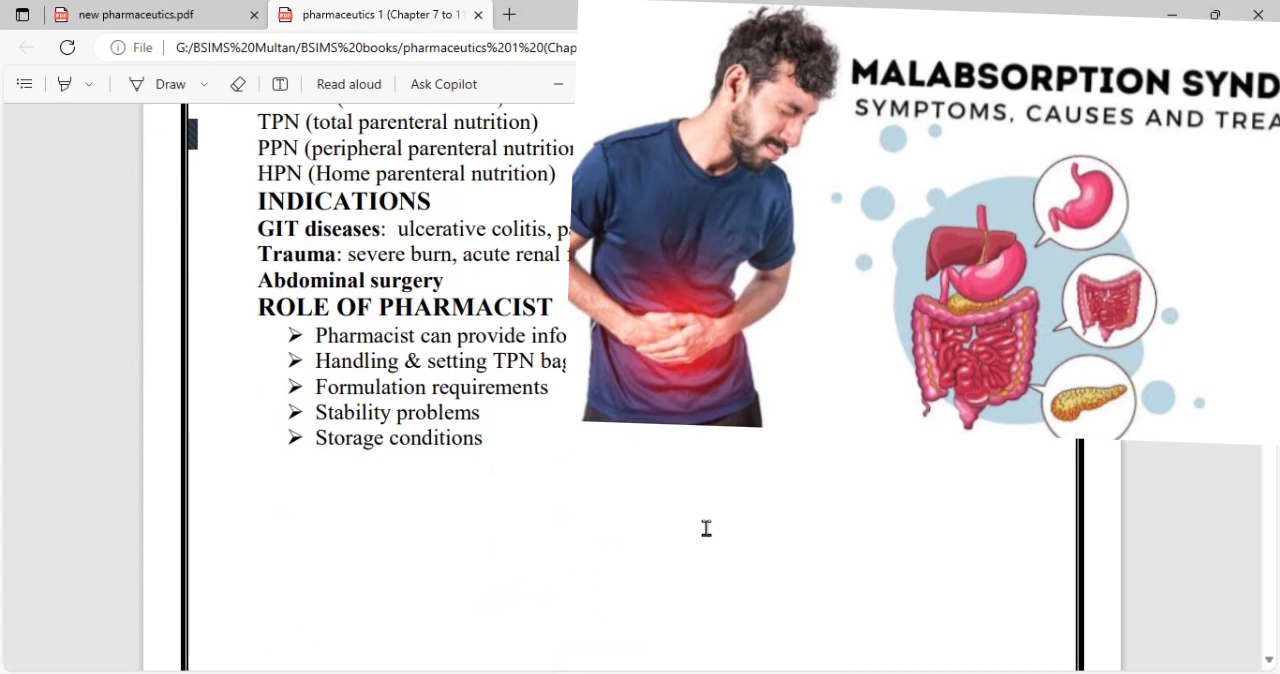 new pharmaceutics.pdf
pharmaceutics 1 (Chapter 7 to 1
File
G:/BSIMS%20Multan/BSIMS%20books/pharmaceutics%201%20(Chap
Draw
Read aloud
Ask Copilot
TPN (total parenteral nutrition)
PPN (peripheral parenteral nutrition
HPN (Home parenteral nutrition)
INDICATIONS
GIT diseases: ulcerative colitis, p
Trauma: severe burn, acute renal
Abdominal surgery
ROLE OF PHARMACIST
➢ Pharmacist can provide info
➢ Handling & setting TPN bag
➢ Formulation requirements
➢ Stability problems
➢ Storage conditions
MALABSORPTION SYND
SYMPTOMS, CAUSES AND TREA